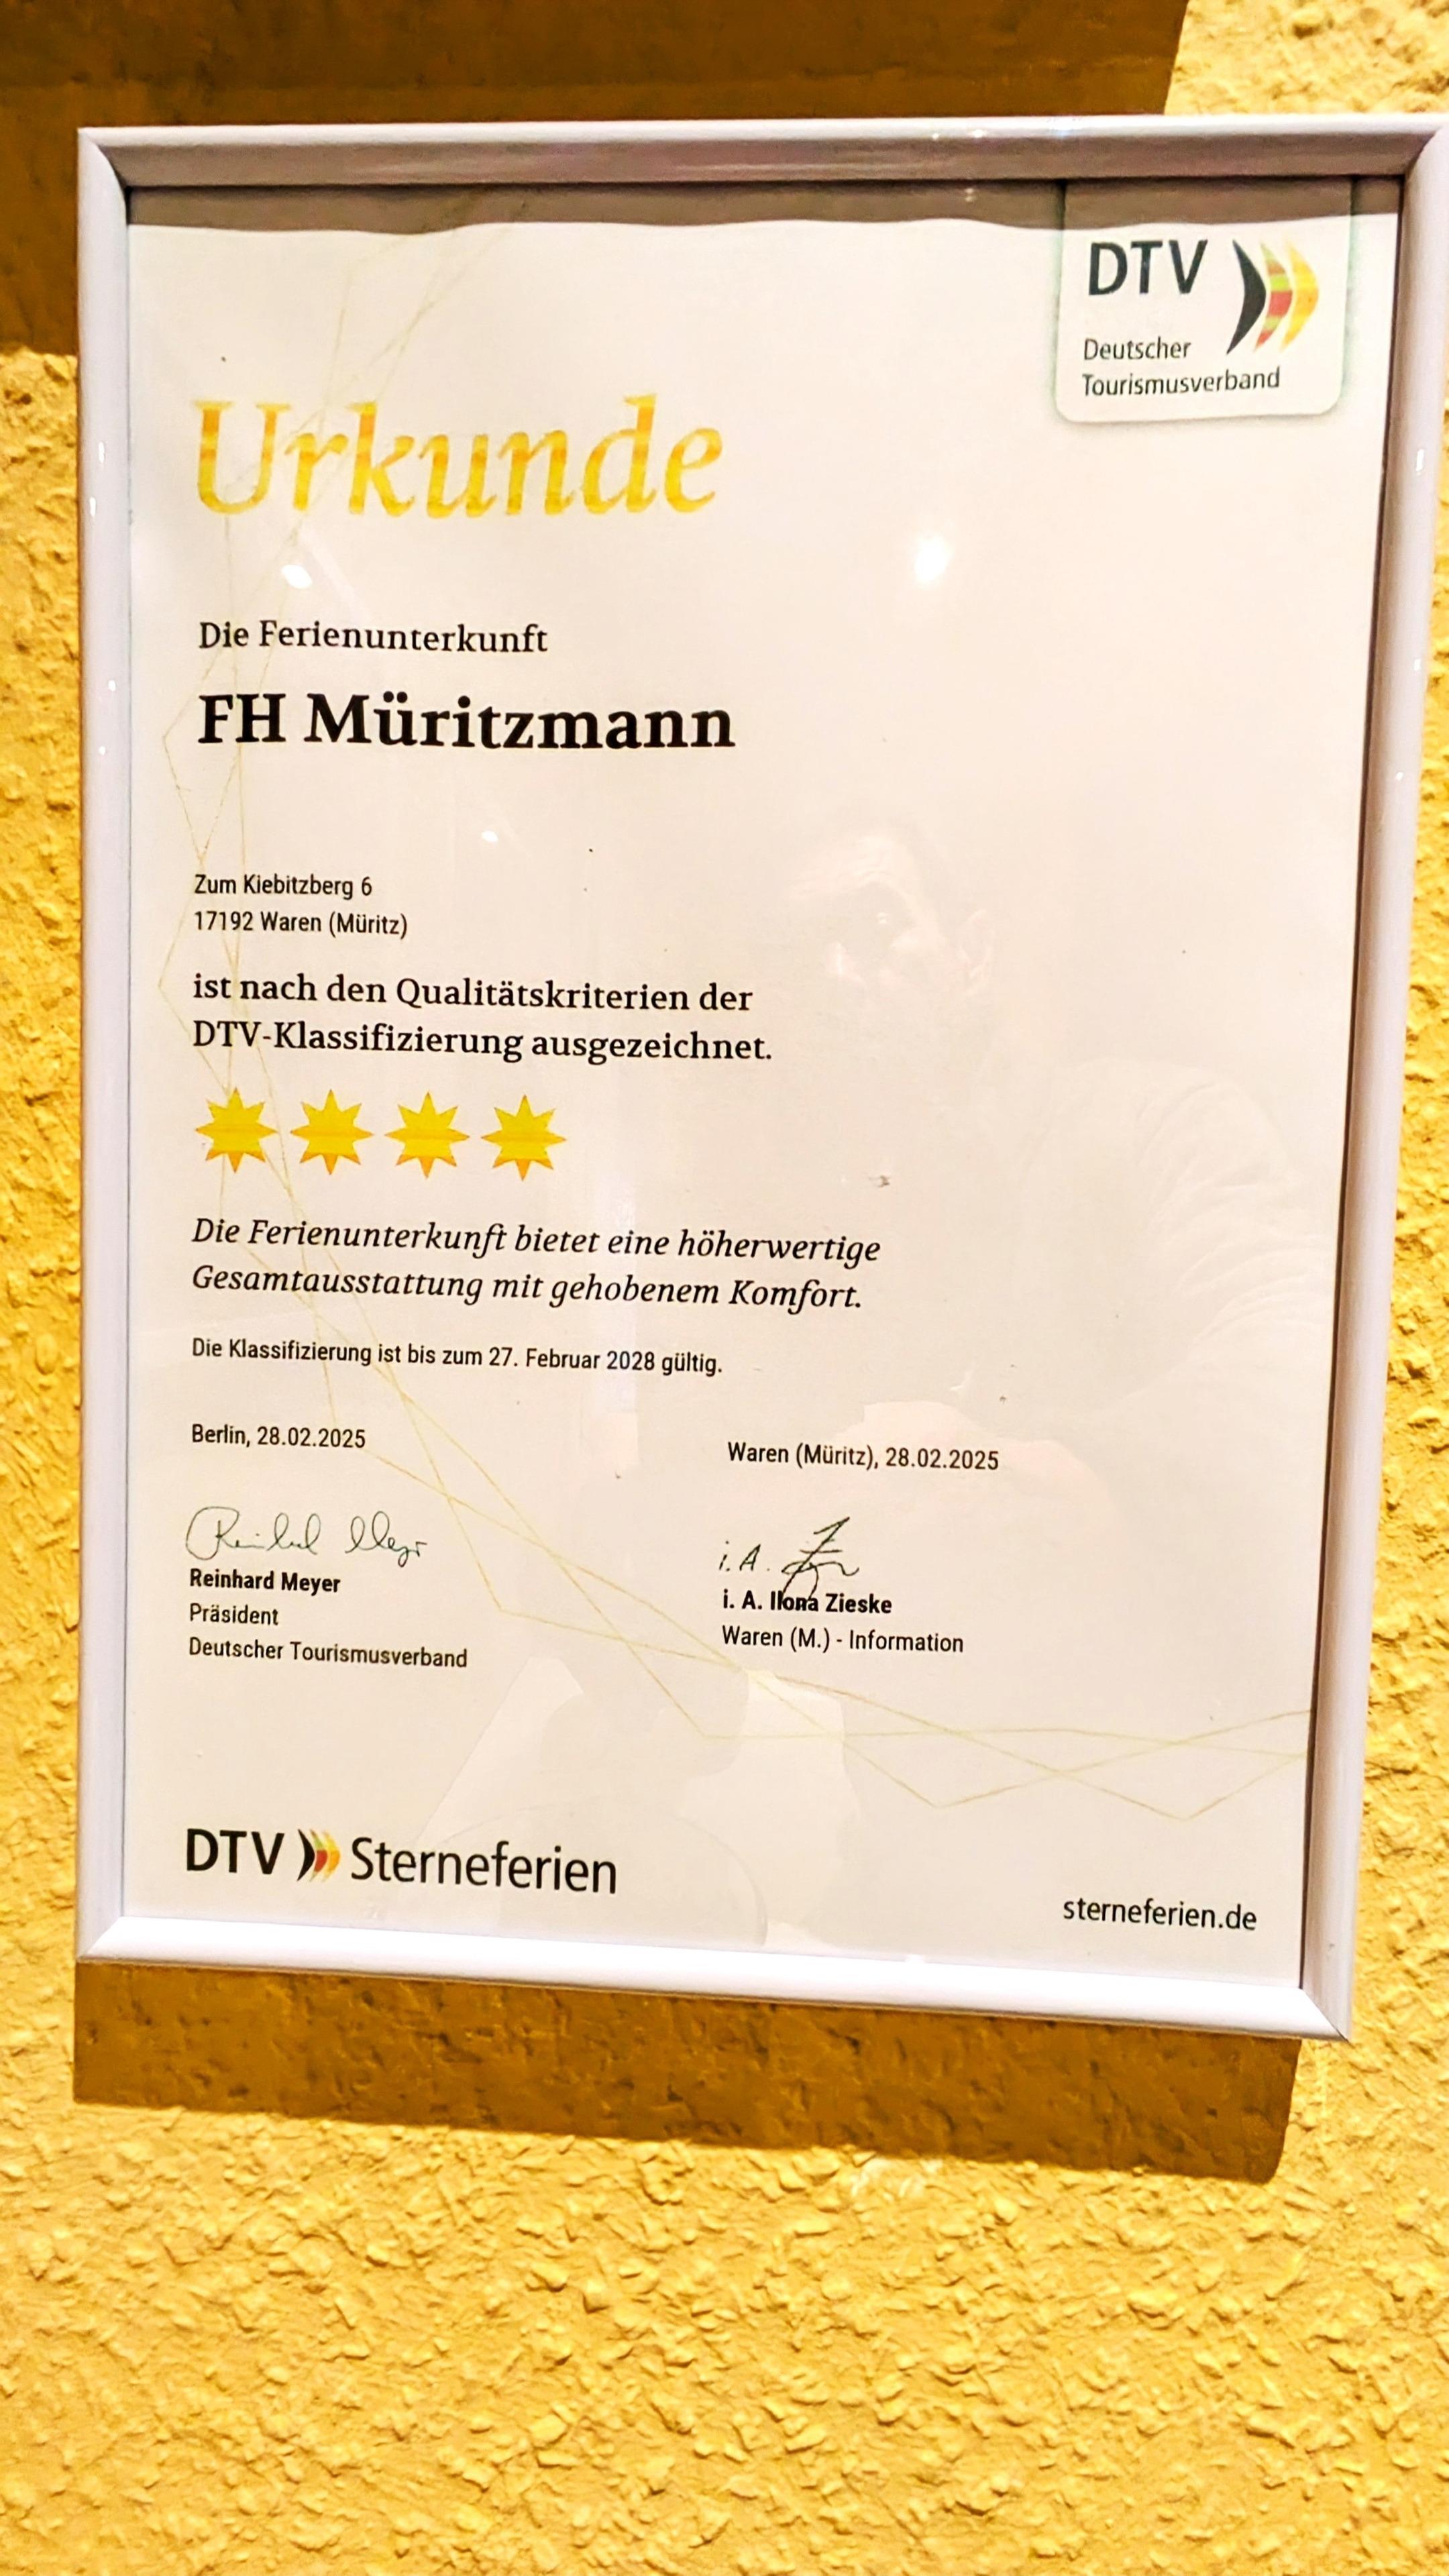 DTV
Deutscher
Tourismusverband
Urkunde
Die Ferienunterkunft
FH Müritzmann
Zum Kiebitzberg 6
17192 Waren (Müritz)
ist nach den Qualitätskriterien der
DTV-Klassifizierung ausgezeichnet.
Die Ferienunterkunft bietet eine höherwertige
Gesamtausstattung mit gehobenem Komfort.
Die Klassifizierung ist bis zum 27. Februar 2028 gültig.
Berlin, 28.02.2025
Reinhard Meyer
Reinhard Meyer
Präsident
Deutscher Tourismusverband
Waren (Müritz), 28.02.2025
i. A.
i. A. Ilona Zieske
Waren (M.) - Information
DTV Sterneferien
sterneferien.de